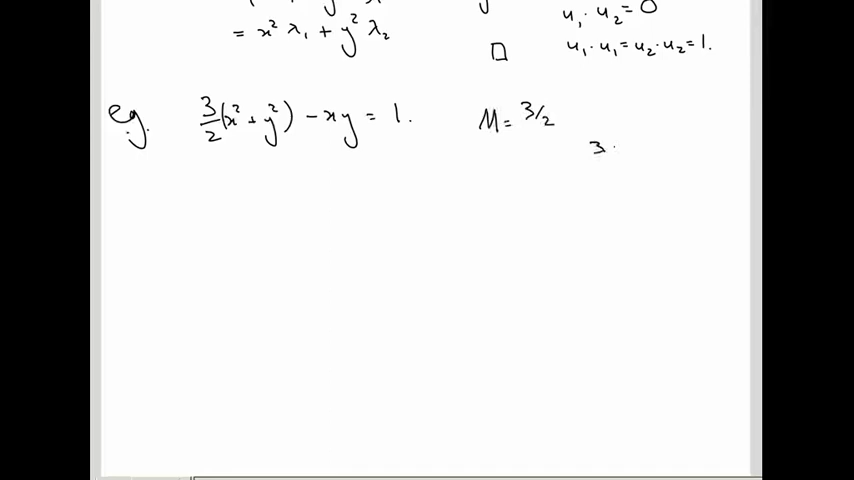 = x² λ₁ + y² λ₂
u₁ · u₂ = 0
□ u₁ · u₁ = u₂ · u₂ = 1.
e.g. 3/2 (x² + y²) - xy = 1. M = 3/2
3